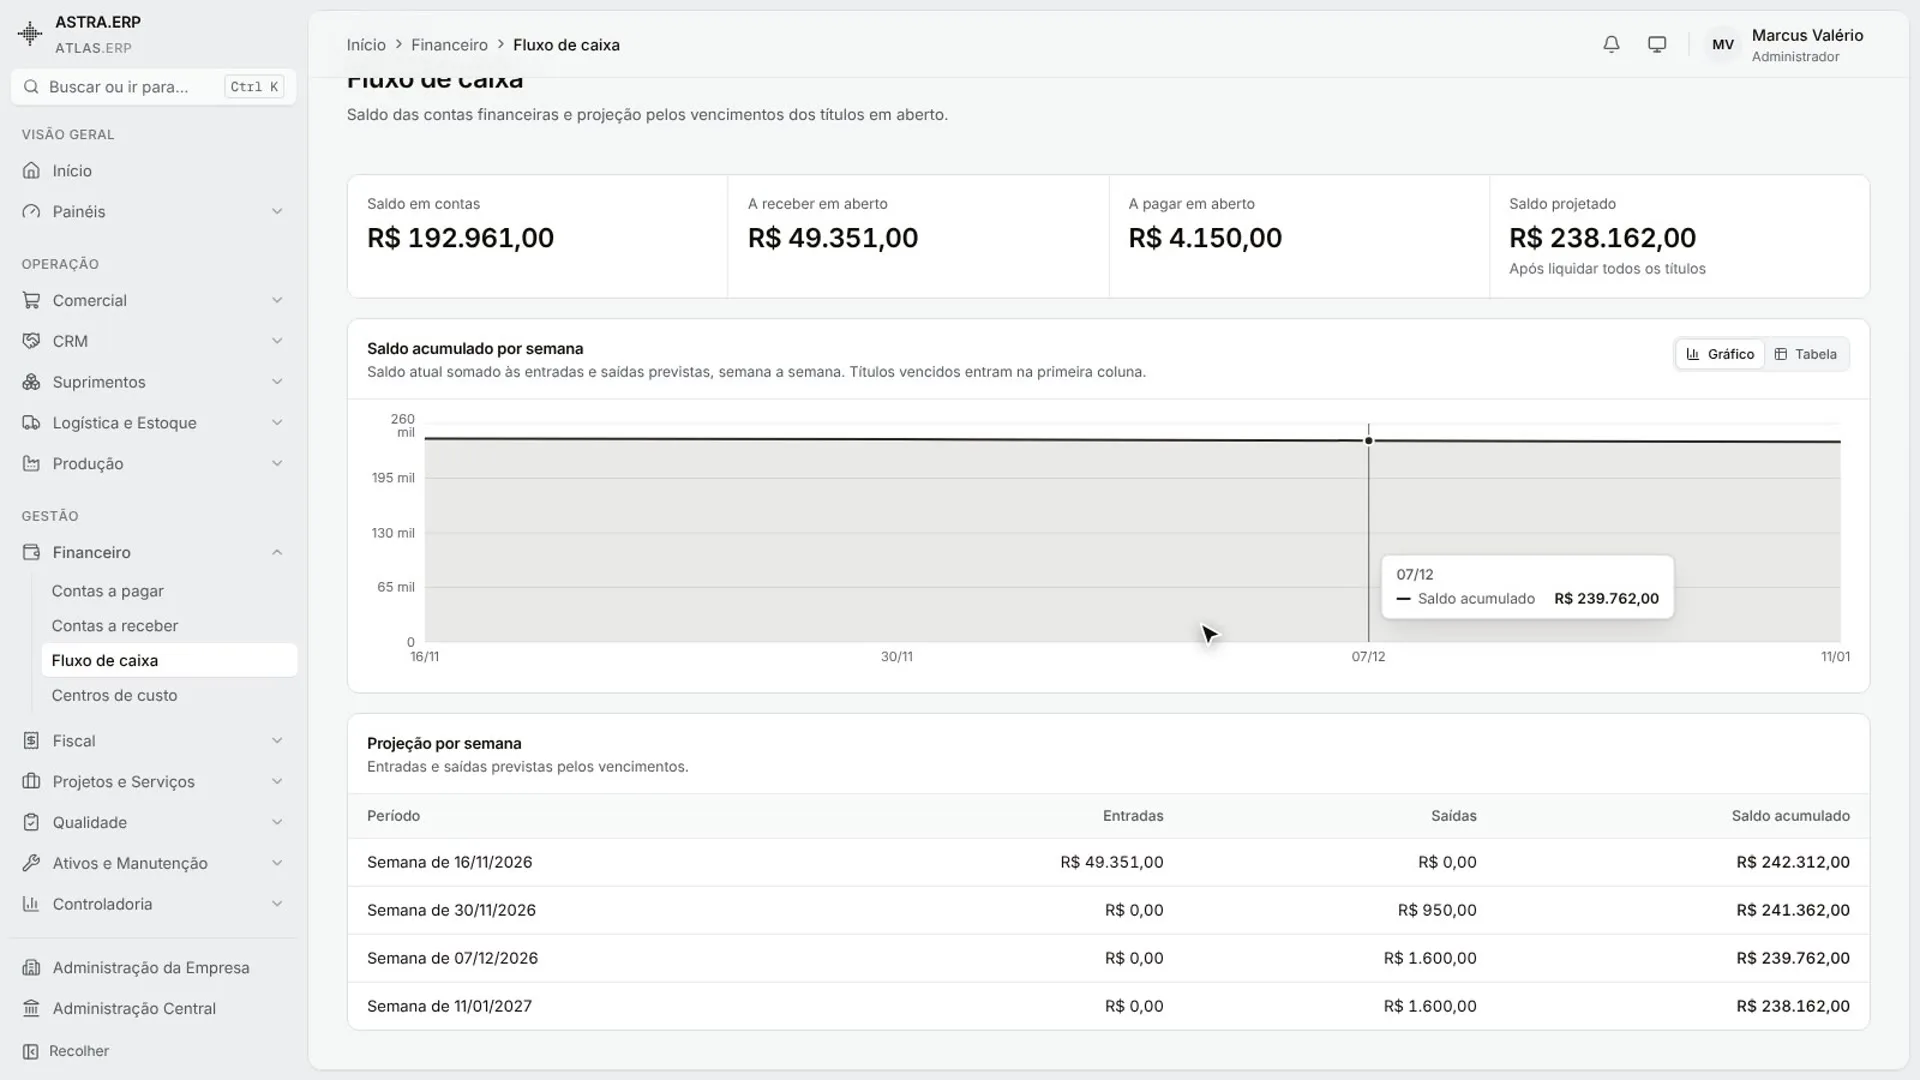 ASTRA.ERP
ATLAS.ERP
Buscar ou ir para... Ctrl K
VISÃO GERAL
Início
Painéis
OPERAÇÃO
Comercial
CRM
Suprimentos
Logística e Estoque
Produção
GESTÃO
Financeiro
Contas a pagar
Contas a receber
Fluxo de caixa
Centros de custo
Fiscal
Projetos e Serviços
Qualidade
Ativos e Manutenção
Controladoria
Administração da Empresa
Administração Central
Recolher
Início > Financeiro > Fluxo de caixa
MV
Marcus Valério
Administrador
Fluxo de caixa
Saldo das contas financeiras e projeção pelos vencimentos dos títulos em aberto.
Saldo em contas
R$ 192.961,00
A receber em aberto
R$ 49.351,00
A pagar em aberto
R$ 4.150,00
Saldo projetado
R$ 238.162,00
Após liquidar todos os títulos
Saldo acumulado por semana
Saldo atual somado às entradas e saídas previstas, semana a semana. Títulos vencidos entram na primeira coluna.
Gráfico Tabela
260
mil
195 mil
130 mil
65 mil
0
07/12
Saldo acumulado R$ 239.762,00
16/11 30/11 07/12 11/01
Projeção por semana
Entradas e saídas previstas pelos vencimentos.
Período Entradas Saídas Saldo acumulado
Semana de 16/11/2026 R$ 49.351,00 R$ 0,00 R$ 242.312,00
Semana de 30/11/2026 R$ 0,00 R$ 950,00 R$ 241.362,00
Semana de 07/12/2026 R$ 0,00 R$ 1.600,00 R$ 239.762,00
Semana de 11/01/2027 R$ 0,00 R$ 1.600,00 R$ 238.162,00